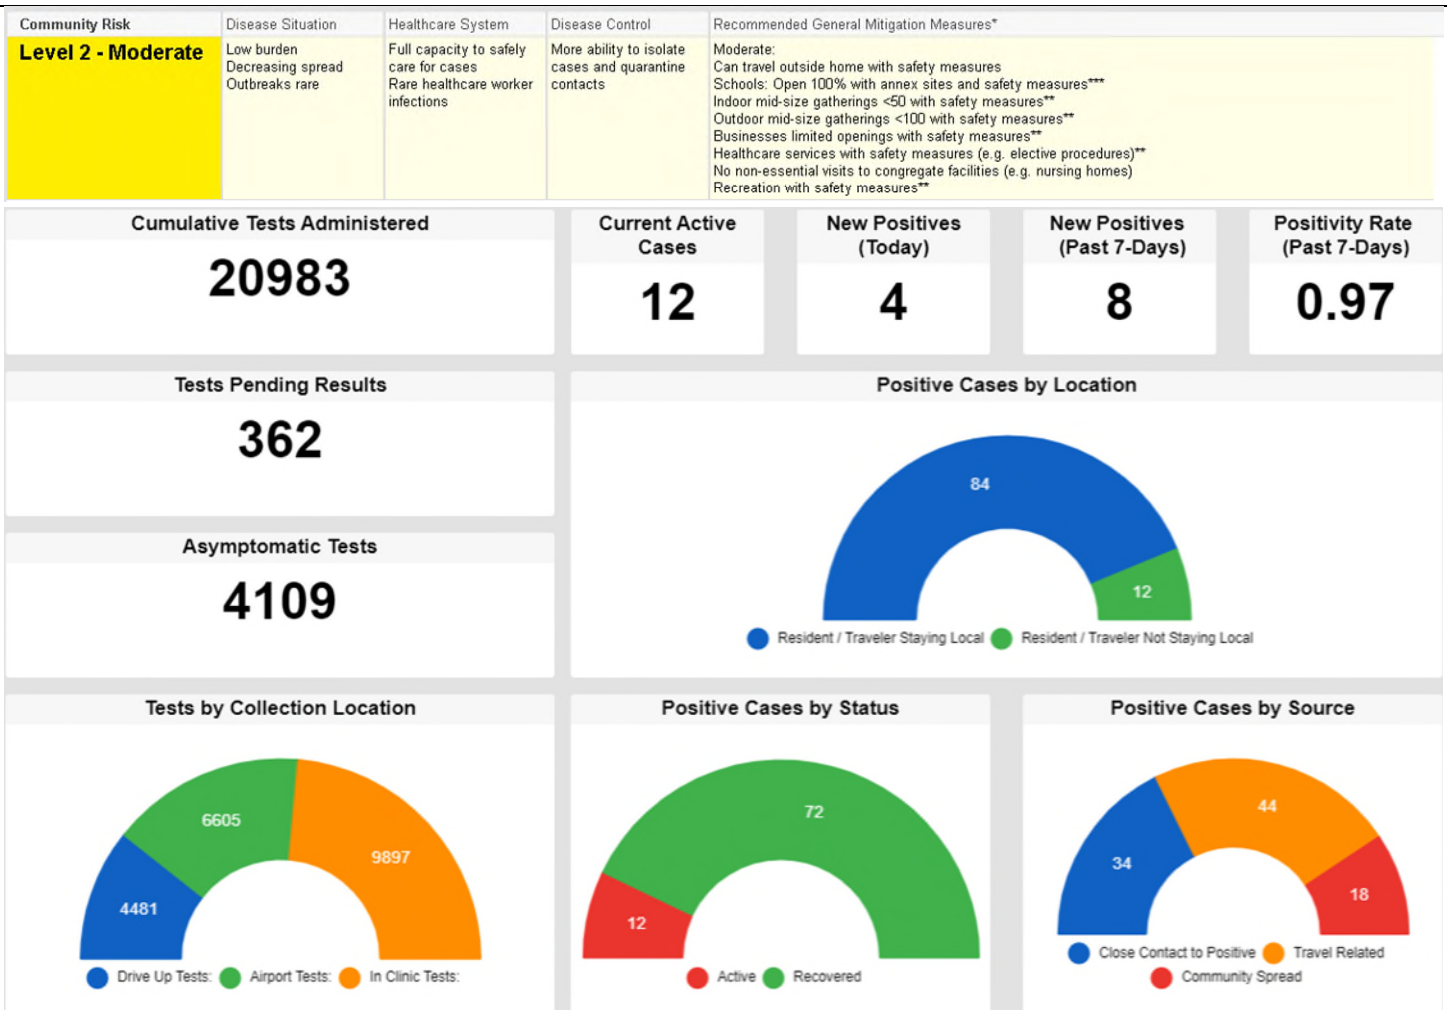 Community Risk
Disease Situation
Healthcare System
Disease Control
Recommended General Mitigation Measures*
Level 2 - Moderate
Low burden
Decreasing spread
Outbreaks rare
Full capacity to safely
care for cases
Rare healthcare worker
infections
More ability to isolate
cases and quarantine
contacts
Moderate:
Can travel outside home with safety measures
Schools: Open 100% with annex sites and safety measures***
Indoor mid-size gatherings <50 with safety measures**
Outdoor mid-size gatherings <100 with safety measures**
Businesses limited openings with safety measures**
Healthcare services with safety measures (e.g. elective procedures)**
No non-essential visits to congregate facilities (e.g. nursing homes)
Recreation with safety measures**
Cumulative Tests Administered
20983
Current Active
Cases
12
New Positives
(Today)
4
New Positives
(Past 7-Days)
8
Positivity Rate
(Past 7-Days)
0.97
Tests Pending Results
362
Asymptomatic Tests
4109
Positive Cases by Location
84
12
Resident / Traveler Staying Local
Resident / Traveler Not Staying Local
Tests by Collection Location
6605
9897
4481
Drive Up Tests:
Airport Tests:
In Clinic Tests:
Positive Cases by Status
72
12
Active
Recovered
Positive Cases by Source
44
34
18
Close Contact to Positive
Travel Related
Community Spread